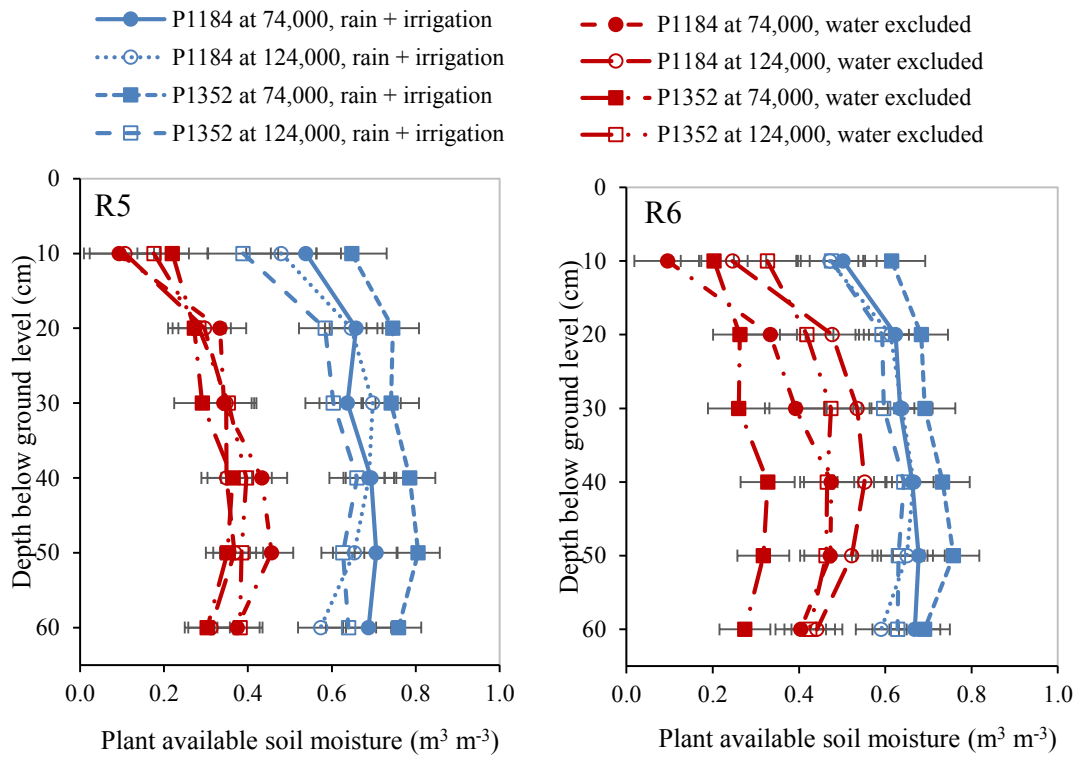 P1184 at 74,000, rain + irrigation
P1184 at 124,000, rain + irrigation
P1352 at 74,000, rain + irrigation
P1352 at 124,000, rain + irrigation
P1184 at 74,000, water excluded
P1184 at 124,000, water excluded
P1352 at 74,000, water excluded
P1352 at 124,000, water excluded
R5
Depth below ground level (cm)
0
10
20
30
40
50
60
0.0 0.2 0.4 0.6 0.8 1.0
Plant available soil moisture (m³ m⁻³)
R6
Depth below ground level (cm)
0
10
20
30
40
50
60
0.0 0.2 0.4 0.6 0.8 1.0
Plant available soil moisture (m³ m⁻³)